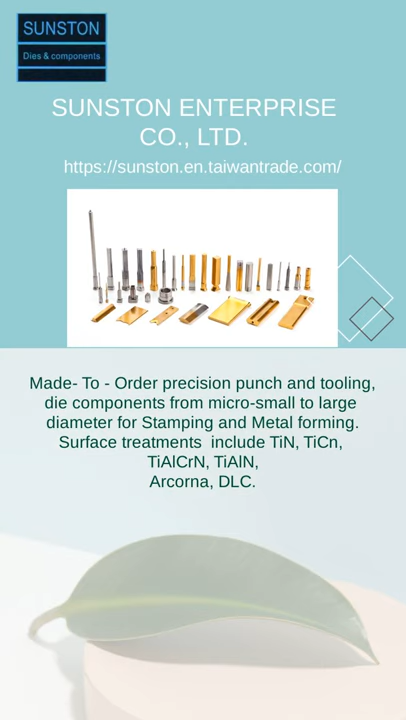 SUNSTON
Dies & components
SUNSTON ENTERPRISE
CO., LTD.
https://sunston.en.taiwantrade.com/
Made- To - Order precision punch and tooling,
die components from micro-small to large
diameter for Stamping and Metal forming.
Surface treatments  include TiN, TiCn,
TiAlCrN, TiAlN,
Arcorna, DLC.